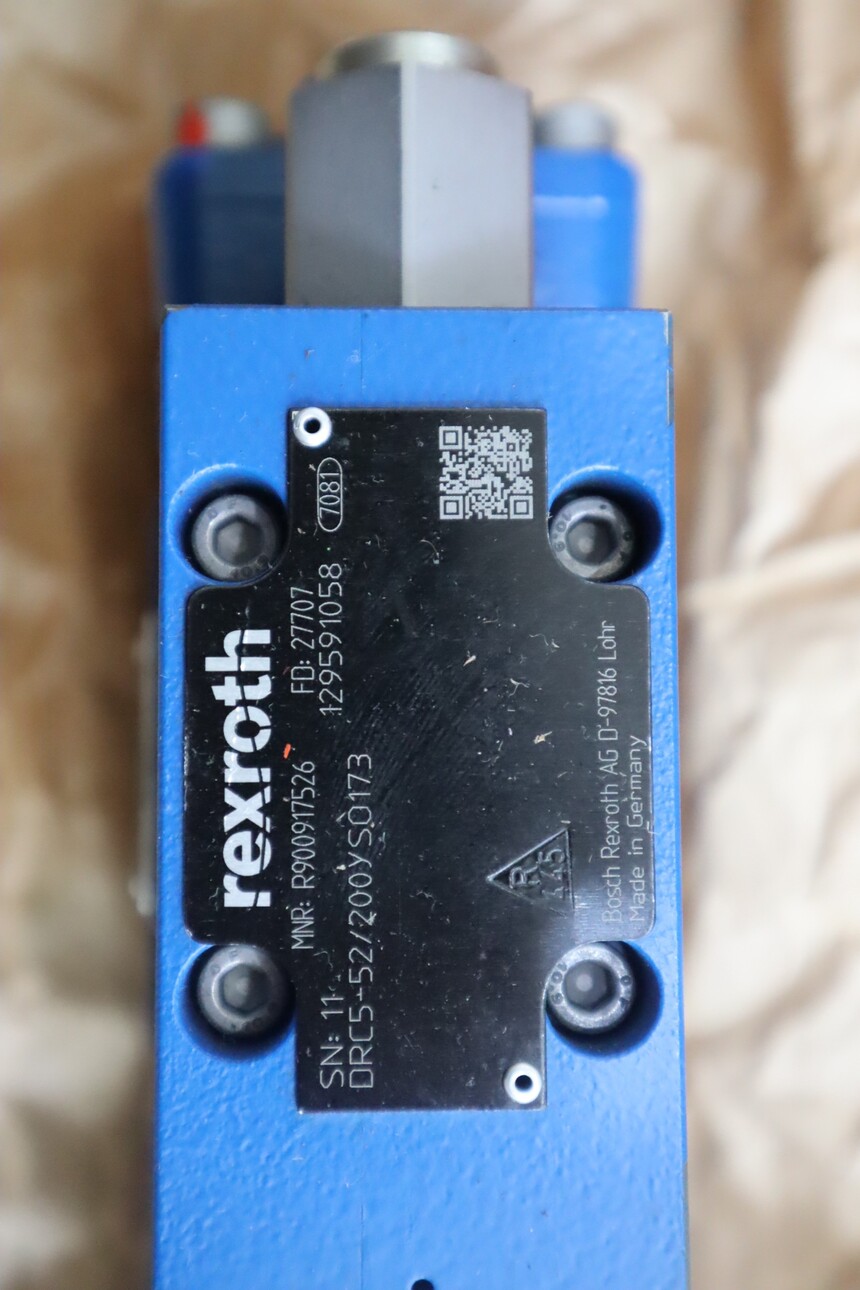 rexroth
MNR: R900917526 FD: 27707
SN: 11 129591058 · 7081
DRC5-52/200YS0173
R
A45
Bosch Rexroth AG D-97816 Lohr
Made in Germany